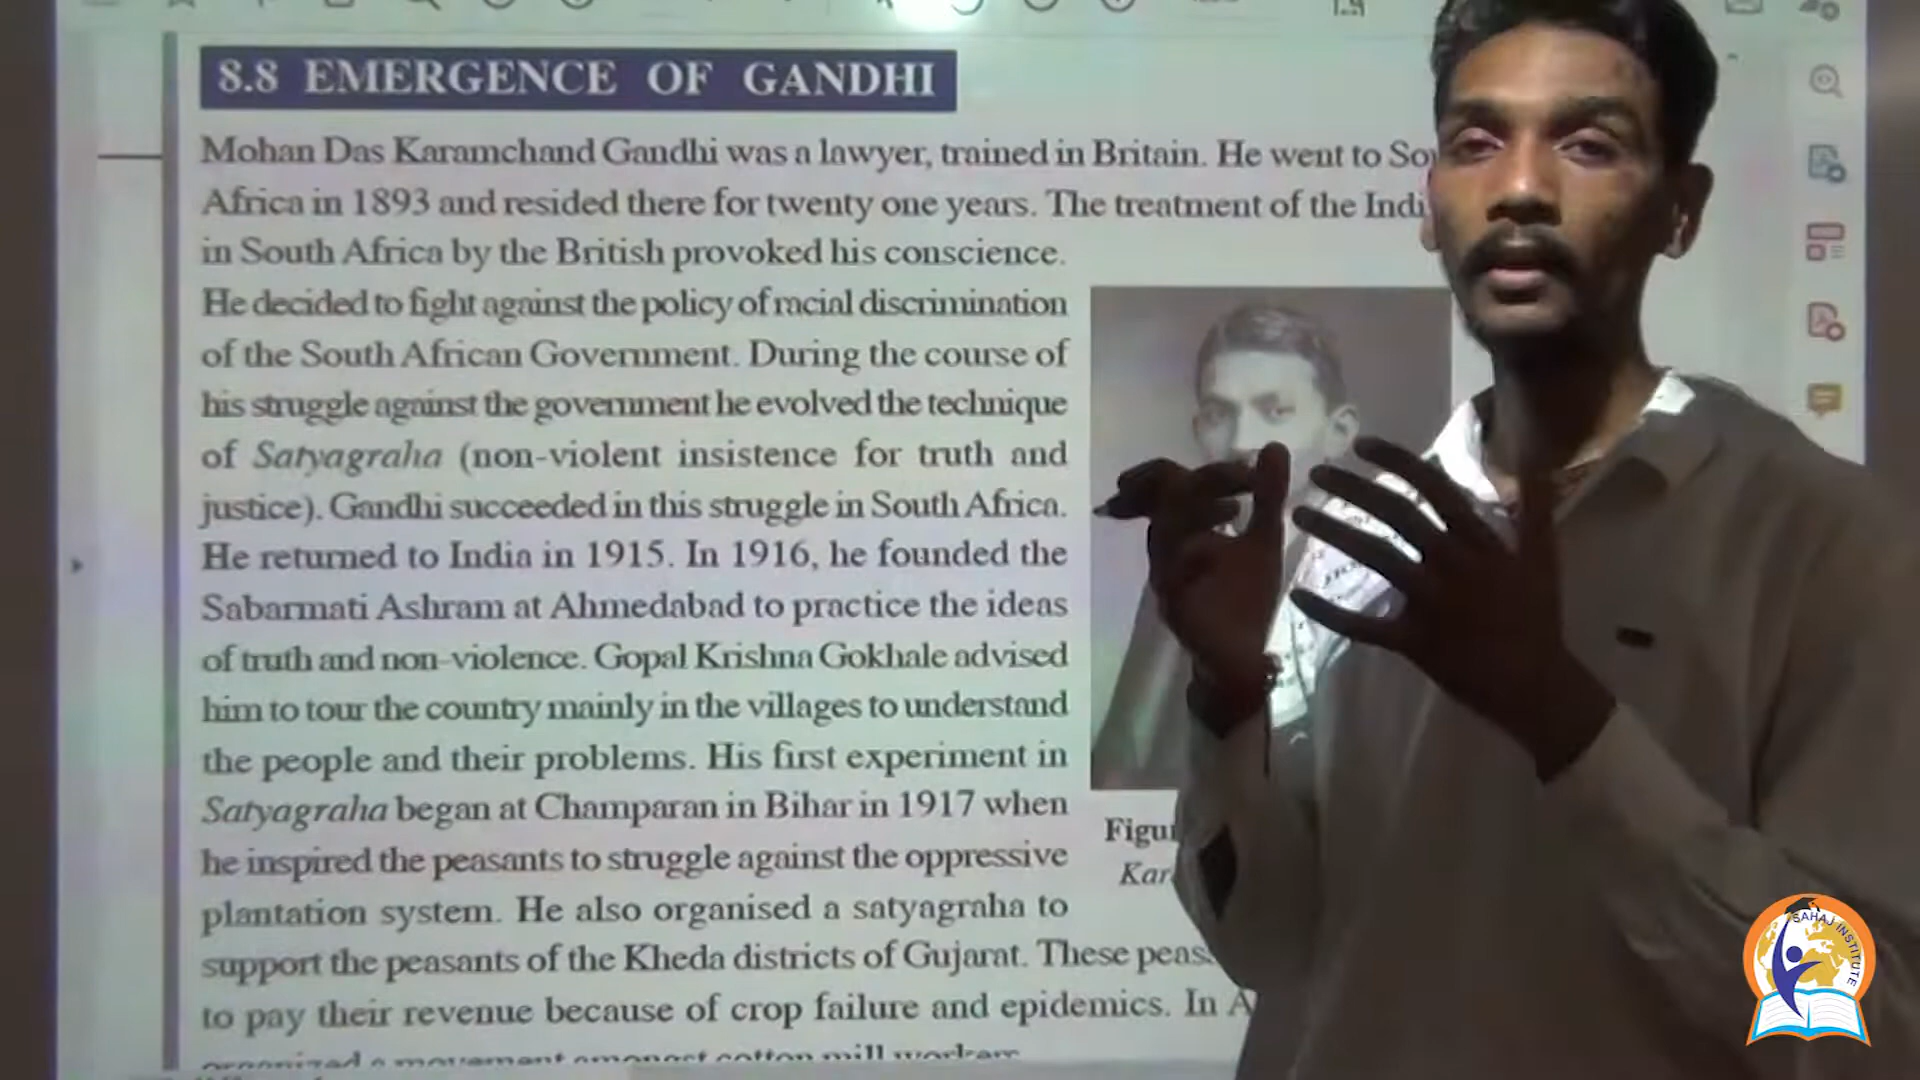 8.8 EMERGENCE OF GANDHI
Mohan Das Karamchand Gandhi was a lawyer, trained in Britain. He went to
Africa in 1893 and resided there for twenty one years. The treatment of the
in South Africa by the British provoked his conscience.
He decided to fight against the policy of racial discrimination
of the South African Government. During the course of
his struggle against the government he evolved the technique
of Satyagraha (non-violent insistence for truth and
justice). Gandhi succeeded in this struggle in South Africa.
He returned to India in 1915. In 1916, he founded the
Sabarmati Ashram at Ahmedabad to practice the ideas
of truth and non-violence. Gopal Krishna Gokhale advised
him to tour the country mainly in the villages to understand
the people and their problems. His first experiment in
Satyagraha began at Champaran in Bihar in 1917 when
he inspired the peasants to struggle against the oppressive
plantation system. He also organised a satyagraha to
support the peasants of the Kheda districts of Gujarat. These
to pay their revenue because of crop failure and epidemics. In
organized a movement amongst cotton mill workers
SAHAJ INSTITUTE